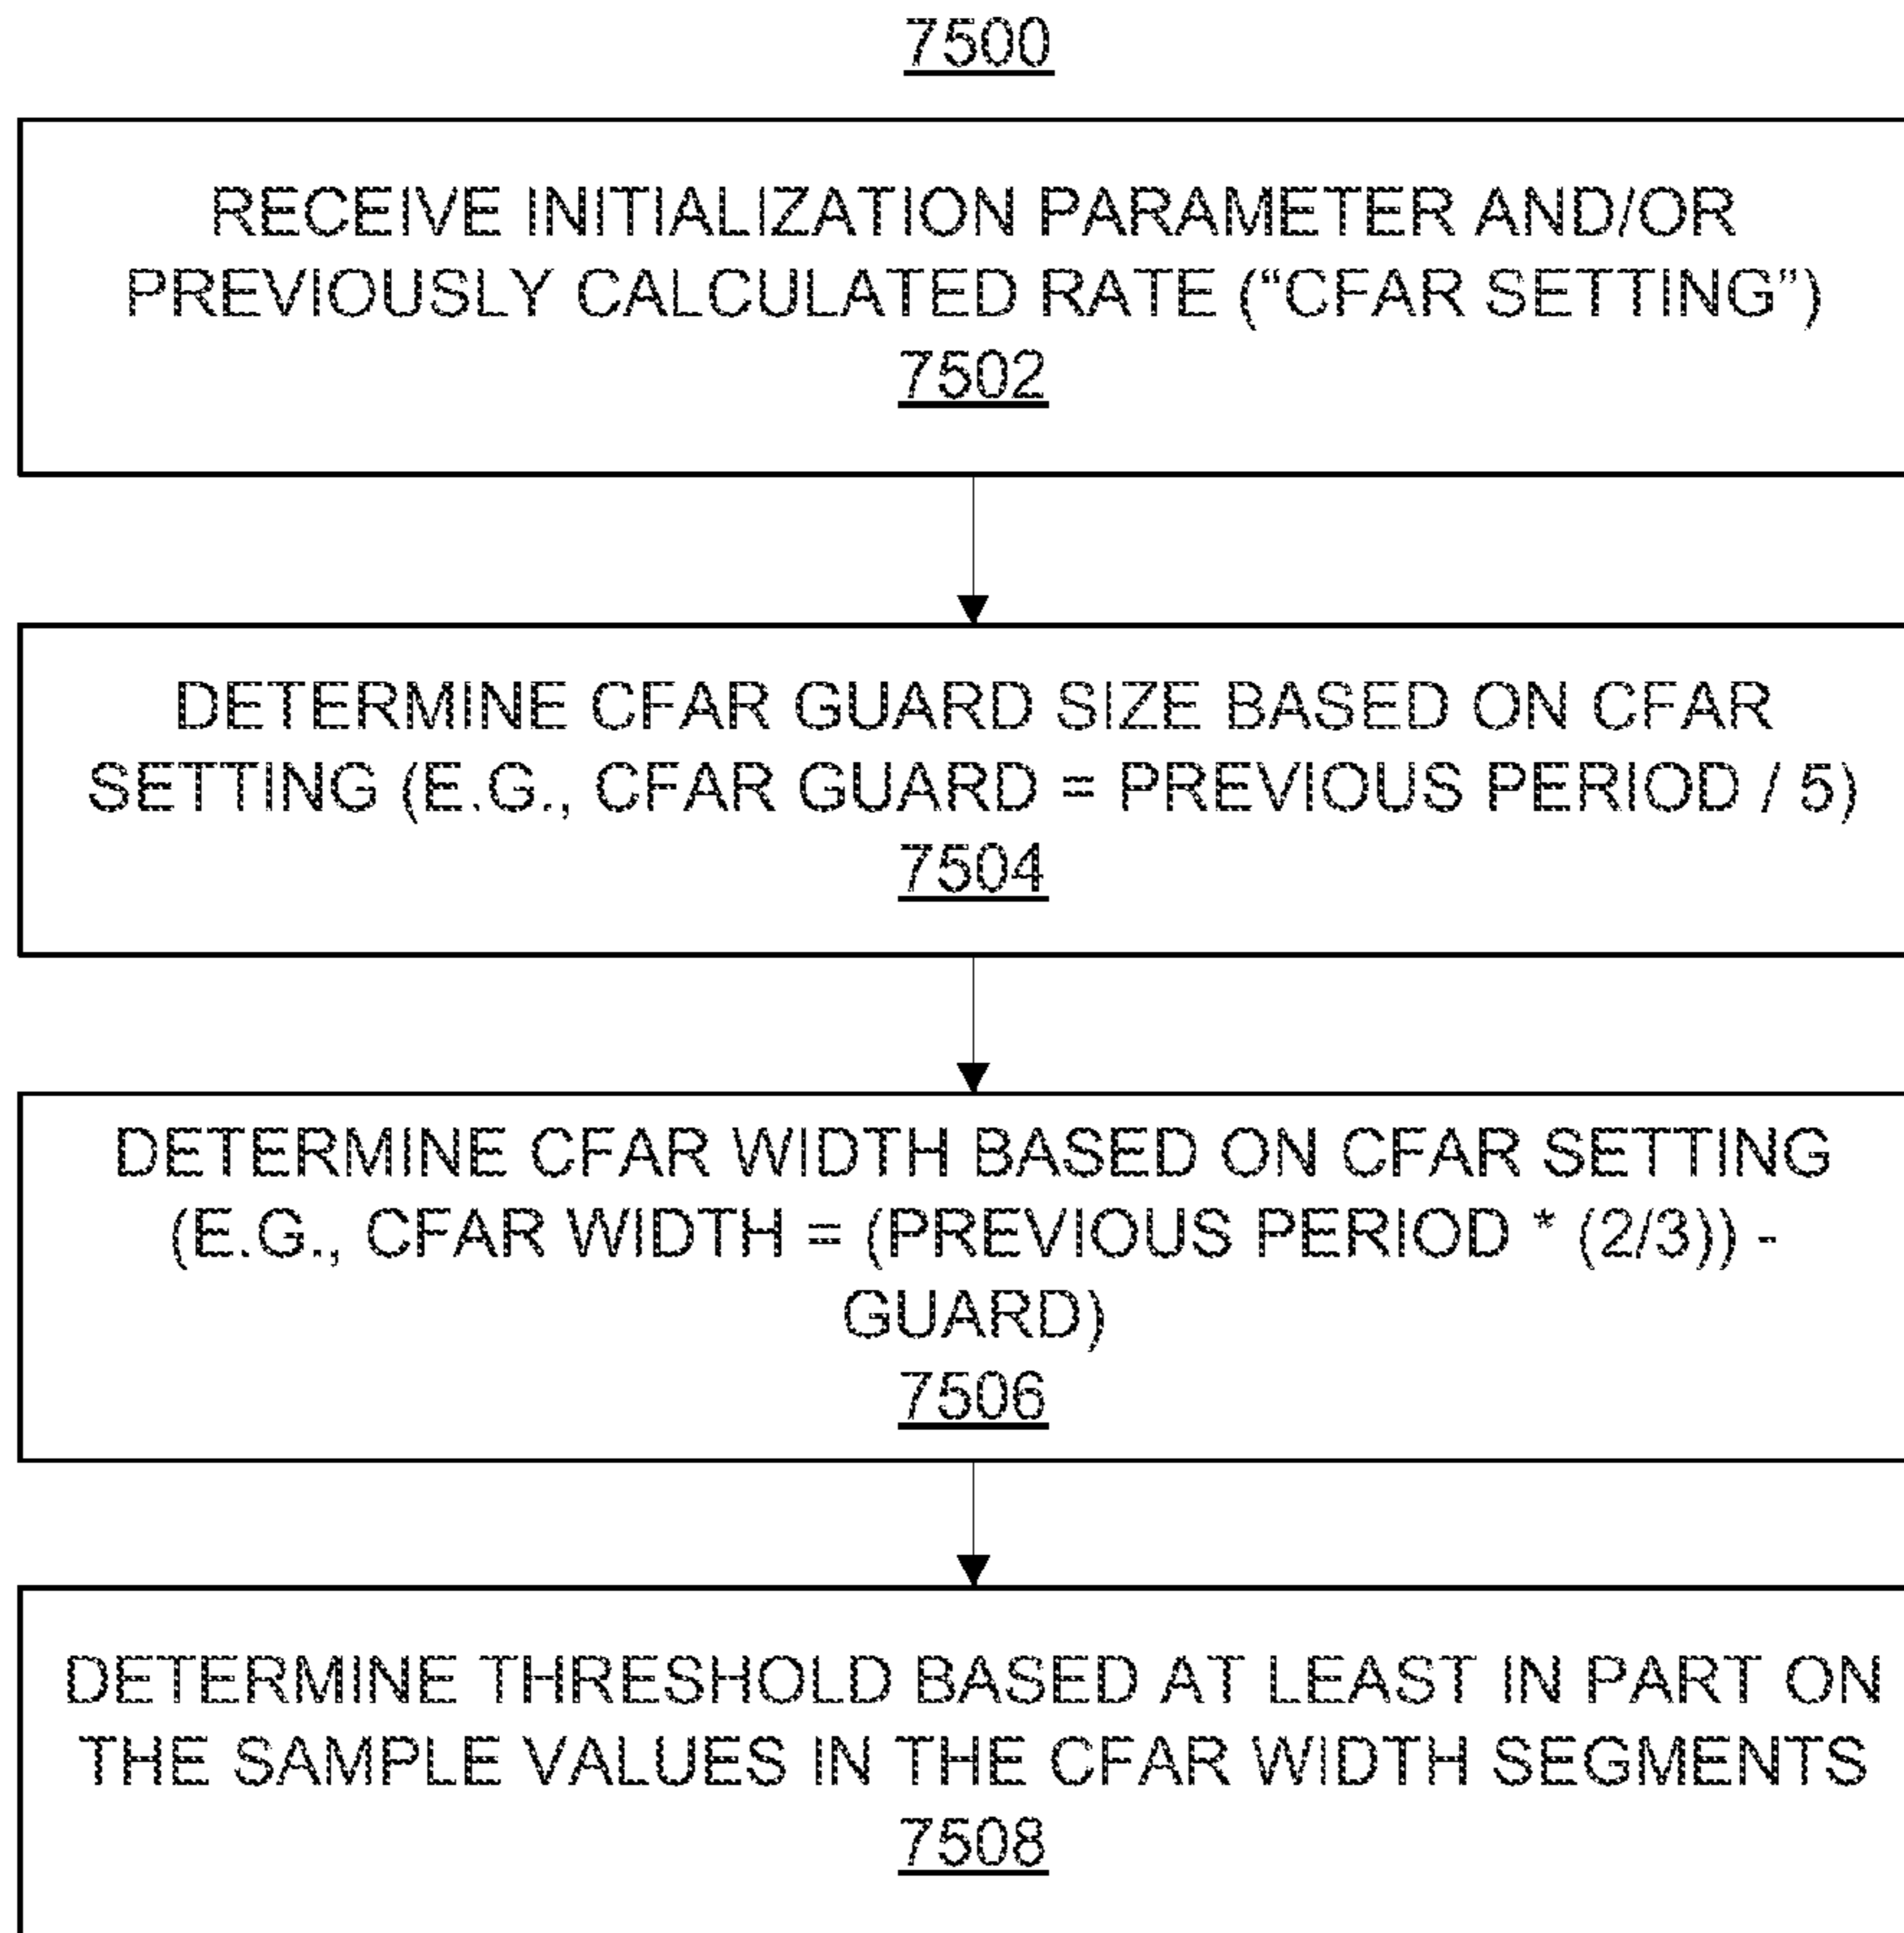 7500
RECEIVE INITIALIZATION PARAMETER AND/OR
PREVIOUSLY CALCULATED RATE (“CFAR SETTING”)
7502
DETERMINE CFAR GUARD SIZE BASED ON CFAR
SETTING (E.G., CFAR GUARD = PREVIOUS PERIOD / 5)
7504
DETERMINE CFAR WIDTH BASED ON CFAR SETTING
(E.G., CFAR WIDTH = (PREVIOUS PERIOD * (2/3)) -
GUARD)
7506
DETERMINE THRESHOLD BASED AT LEAST IN PART ON
THE SAMPLE VALUES IN THE CFAR WIDTH SEGMENTS
7508